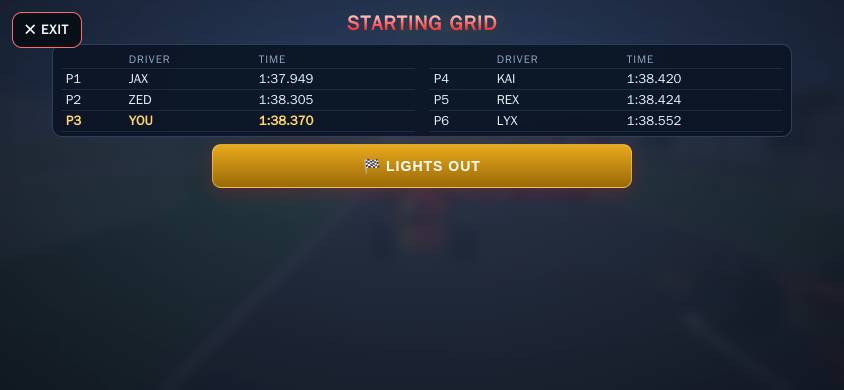 ✕ EXIT
STARTING GRID
DRIVER TIME
P1 JAX 1:37.949
P2 ZED 1:38.305
P3 YOU 1:38.370
DRIVER TIME
P4 KAI 1:38.420
P5 REX 1:38.424
P6 LYX 1:38.552
🏁 LIGHTS OUT